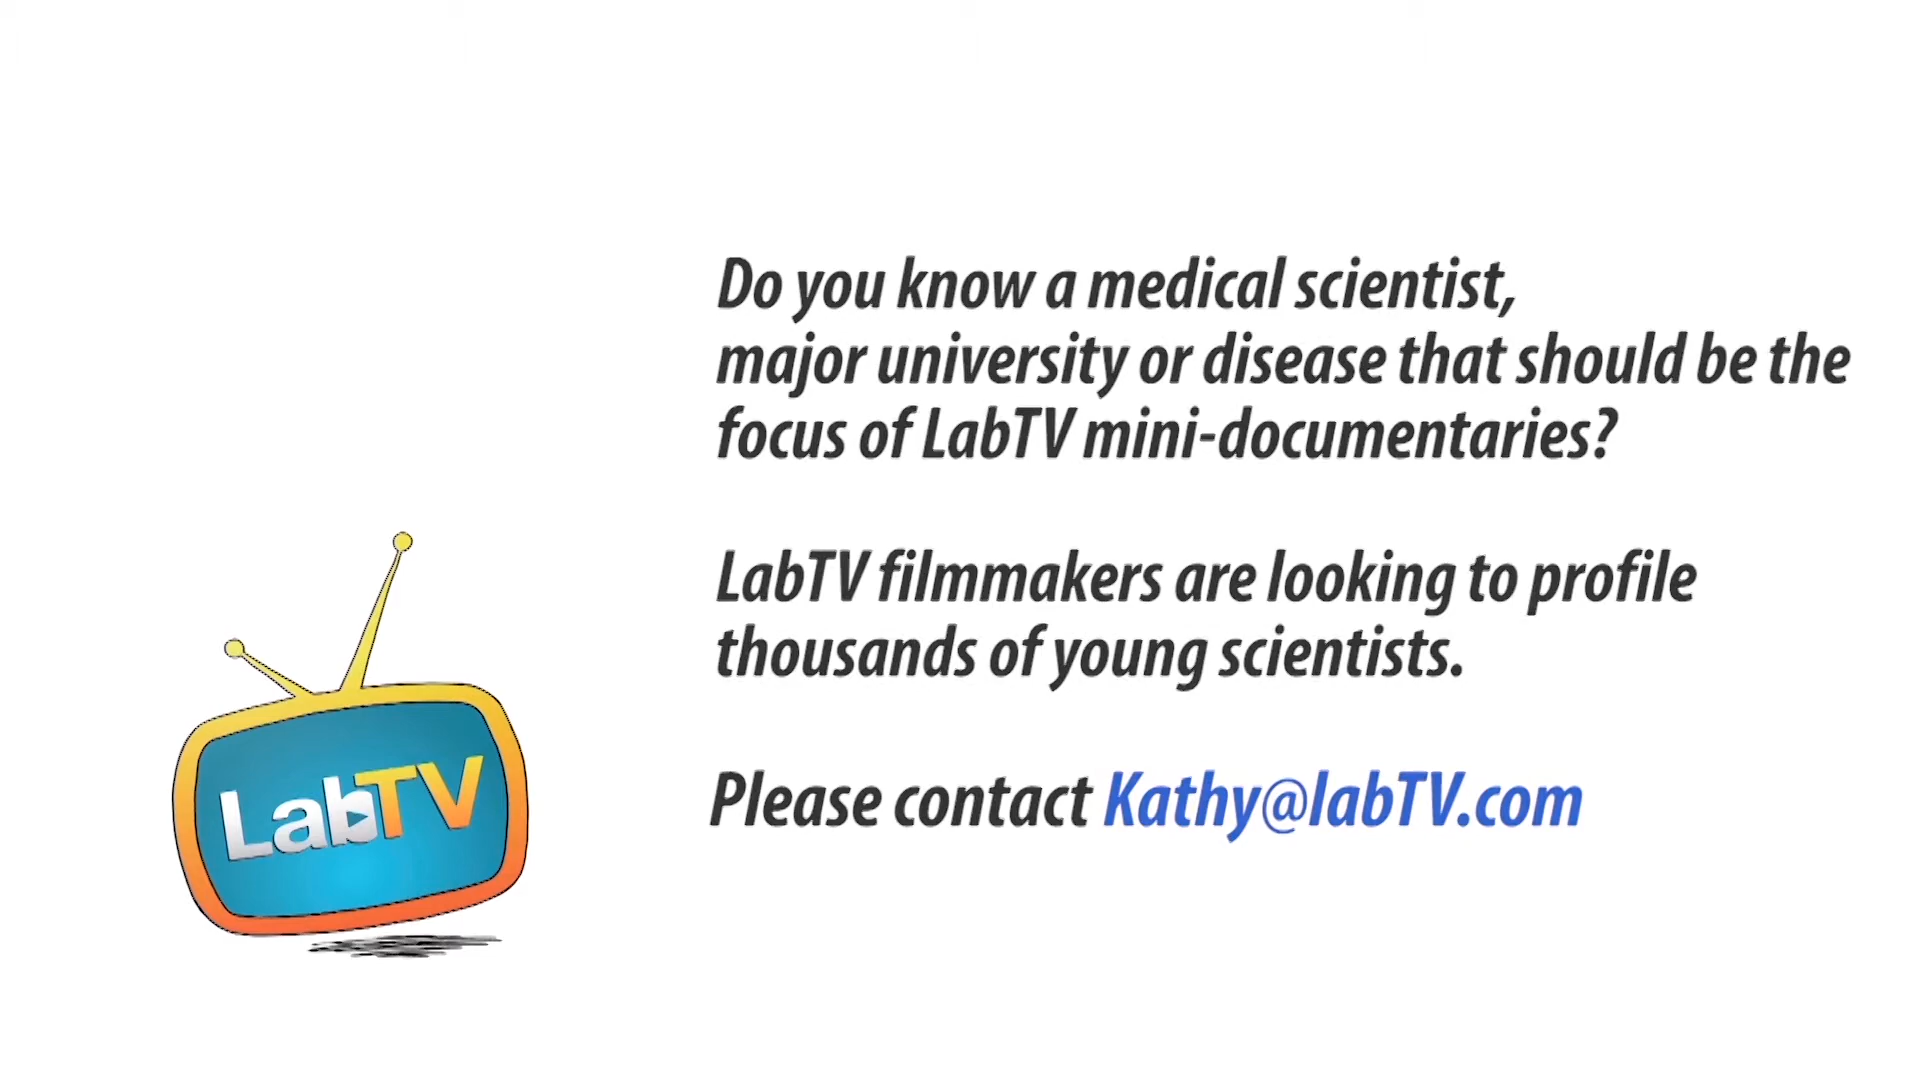 Do you know a medical scientist,
major university or disease that should be the
focus of LabTV mini-documentaries?
LabTV filmmakers are looking to profile
thousands of young scientists.
Please contact Kathy@labTV.com
LabTV